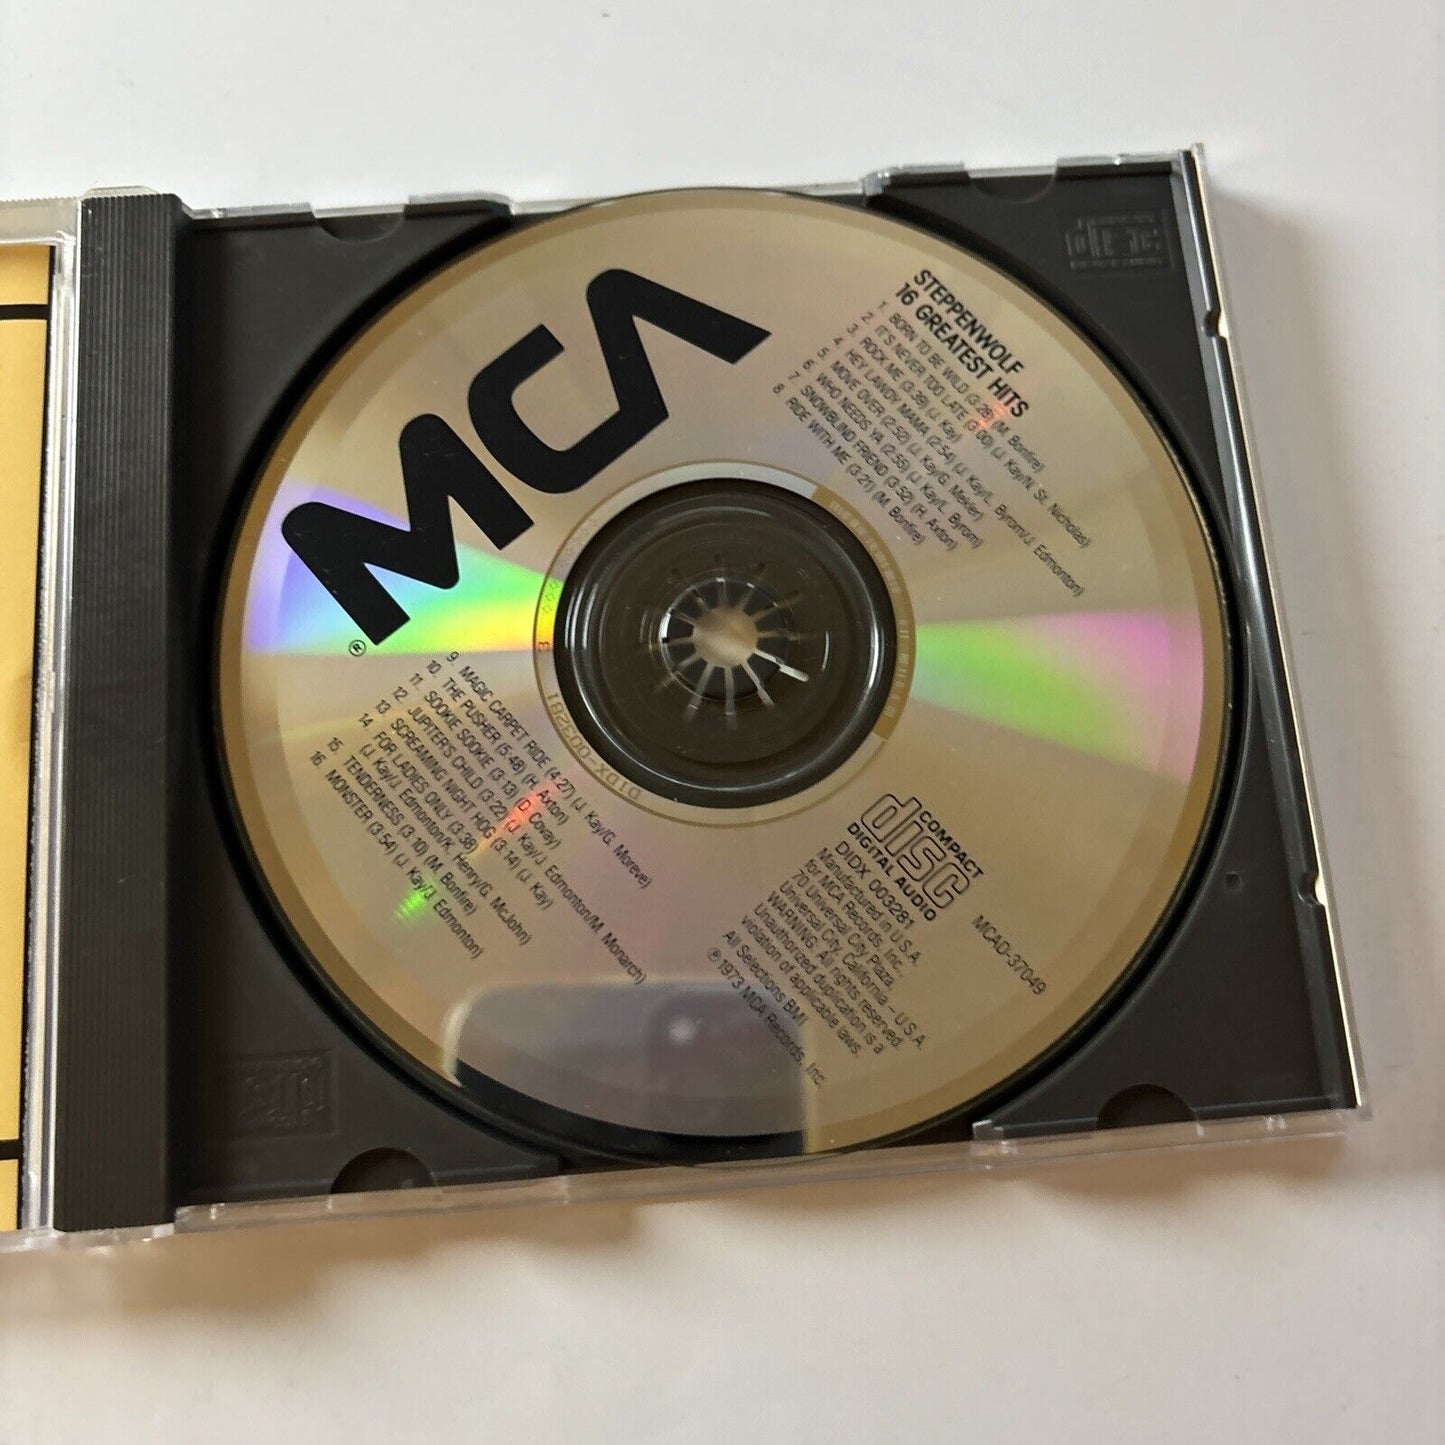 MCA
®
STEPPENWOLF
16 GREATEST HITS
1. BORN TO BE WILD (3:28) (M. Bonfire)
2. IT'S NEVER TOO LATE (3:00) (J. Kay/N. St. Nicholas)
3. ROCK ME (3:39) (J. Kay)
4. HEY LAWDY MAMA (2:54) (J. Kay/L. Byrom/J. Edmonton)
5. MOVE OVER (2:52) (J. Kay/G. Mekler)
6. WHO NEEDS YA (2:55) (J. Kay/L. Byrom)
7. SNOWBLIND FRIEND (3:52) (H. Axton)
8. RIDE WITH ME (3:21) (M. Bonfire)
9. MAGIC CARPET RIDE (4:27) (J. Kay/G. Moreve)
10. THE PUSHER (5:48) (H. Axton)
11. SOOKIE SOOKIE (3:13) (D. Covay)
12. JUPITER'S CHILD (3:22) (J. Kay/J. Edmonton/M. Monarch)
13. SCREAMING NIGHT HOG (3:14) (J. Kay)
14. FOR LADIES ONLY (3:38)
(J. Kay/J. Edmonton/K. Henry/G. McJohn)
15. TENDERNESS (3:10) (M. Bonfire)
16. MONSTER (3:54) (J. Kay/J. Edmonton)
COMPACT
disc
DIGITAL AUDIO
DIDX 003281
Manufactured in U.S.A.
for MCA Records, Inc.,
70 Universal City Plaza.
Universal City, California – U.S.A.
WARNING: All rights reserved.
Unauthorized duplication is a
violation of applicable laws.
All Selections BMI
℗ 1973 MCA Records, Inc.
MCAD-37049
DIDX-003281